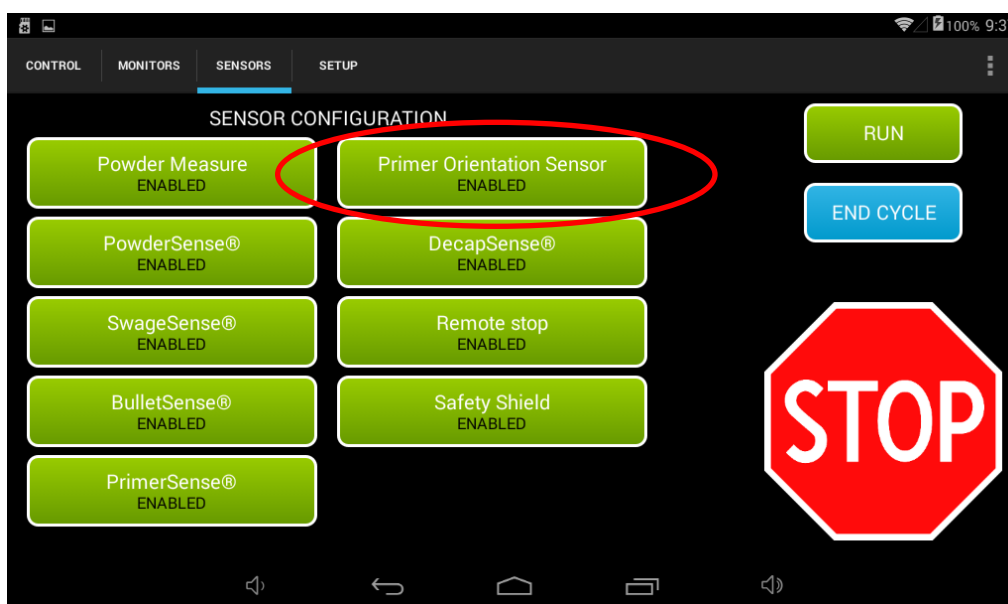 100% 9:3
CONTROL MONITORS SENSORS SETUP
SENSOR CONFIGURATION
Powder Measure
ENABLED
Primer Orientation Sensor
ENABLED
RUN
PowderSense®
ENABLED
DecapSense®
ENABLED
END CYCLE
SwageSense®
ENABLED
Remote stop
ENABLED
BulletSense®
ENABLED
Safety Shield
ENABLED
STOP
PrimerSense®
ENABLED